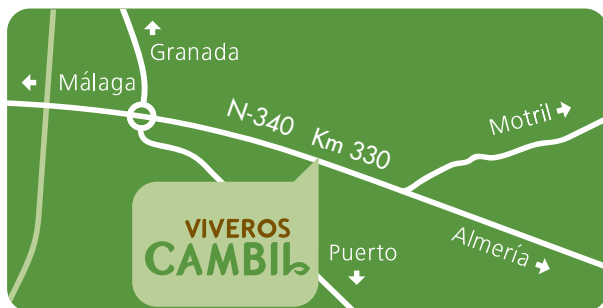 Granada
Málaga
N-340 Km 330
Motril
VIVEROS
CAMBIL
Puerto
Almería